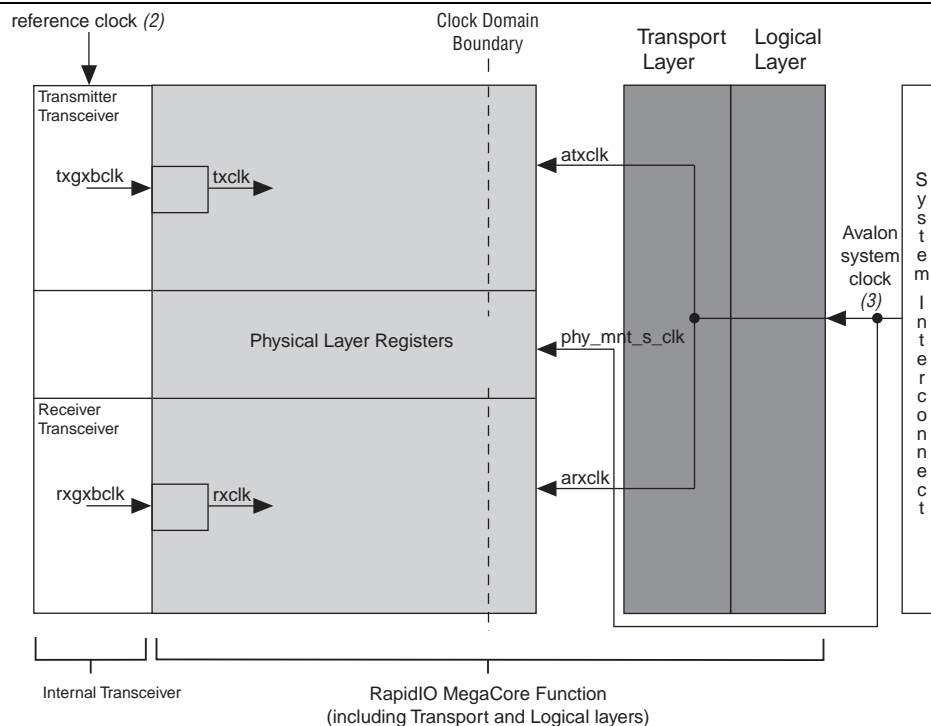 reference clock (2)
Clock Domain
Boundary
Transport
Layer
Logical
Layer
Transmitter
Transceiver
txgxbclk
txclk
atxclk
Avalon
system
clock
(3)
System Interconnect
Physical Layer Registers
phy_mnt_s_clk
Receiver
Transceiver
rxgxbclk
rxclk
arxclk
Internal Transceiver
RapidIO MegaCore Function
(including Transport and Logical layers)